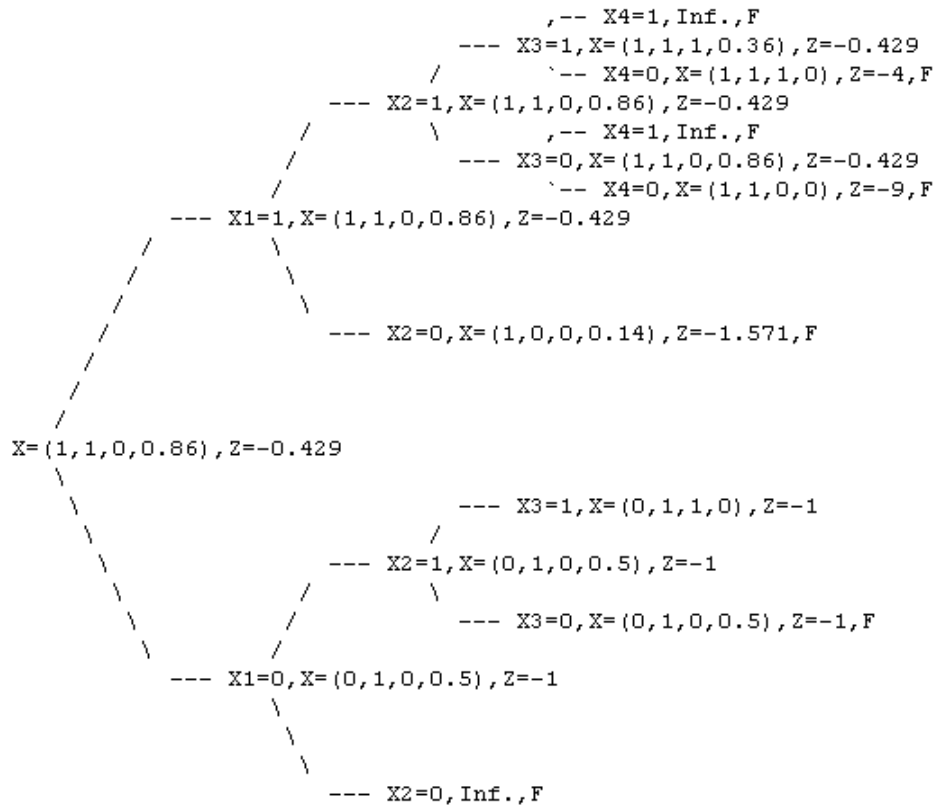 ,-- X4=1,Inf.,F
--- X3=1,X=(1,1,1,0.36),Z=-0.429
/ `-- X4=0,X=(1,1,1,0),Z=-4,F
--- X2=1,X=(1,1,0,0.86),Z=-0.429
/ \ ,-- X4=1,Inf.,F
/ --- X3=0,X=(1,1,0,0.86),Z=-0.429
/ `-- X4=0,X=(1,1,0,0),Z=-9,F
--- X1=1,X=(1,1,0,0.86),Z=-0.429
/ \
/ \
/ \
/ --- X2=0,X=(1,0,0,0.14),Z=-1.571,F
/
/
/
X=(1,1,0,0.86),Z=-0.429
\
\ --- X3=1,X=(0,1,1,0),Z=-1
\ /
\ --- X2=1,X=(0,1,0,0.5),Z=-1
\ / \
\ / --- X3=0,X=(0,1,0,0.5),Z=-1,F
\ /
--- X1=0,X=(0,1,0,0.5),Z=-1
\
\
\
--- X2=0,Inf.,F